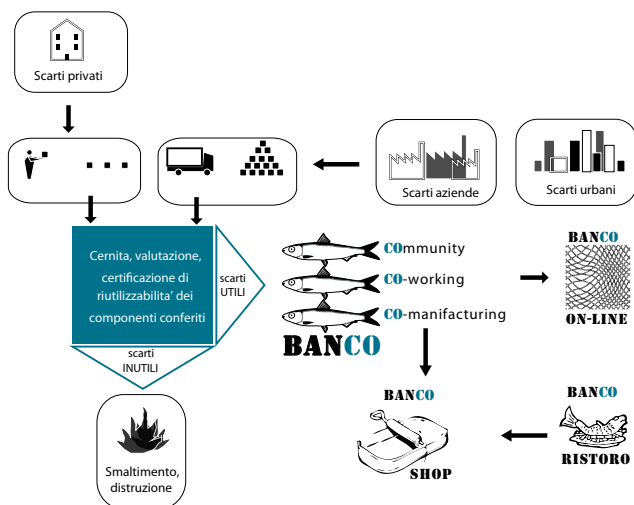 Scarti privati
Scarti aziende
Scarti urbani
Cernita, valutazione,
certificazione di
riutilizzabilita' dei
componenti conferiti
scarti
UTILI
scarti
INUTILI
Smaltimento,
distruzione
COmmunity
CO-working
CO-manifacturing
BANCO
BANCO
ON-LINE
BANCO
SHOP
BANCO
RISTORO